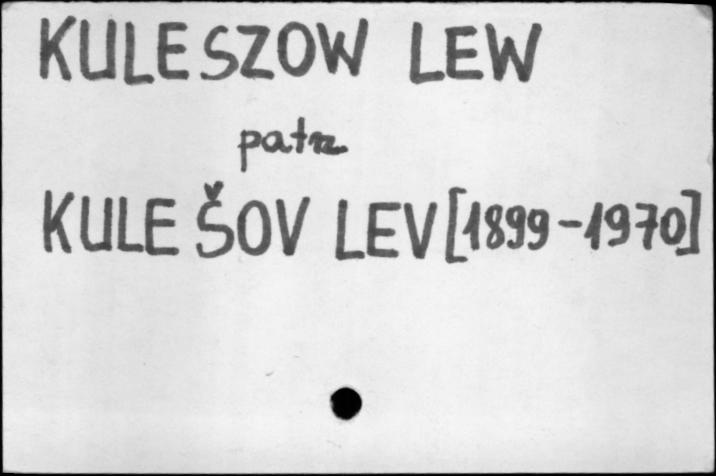 KULESZOW LEW
patrz
KULEŠOV LEV [1899-1970]